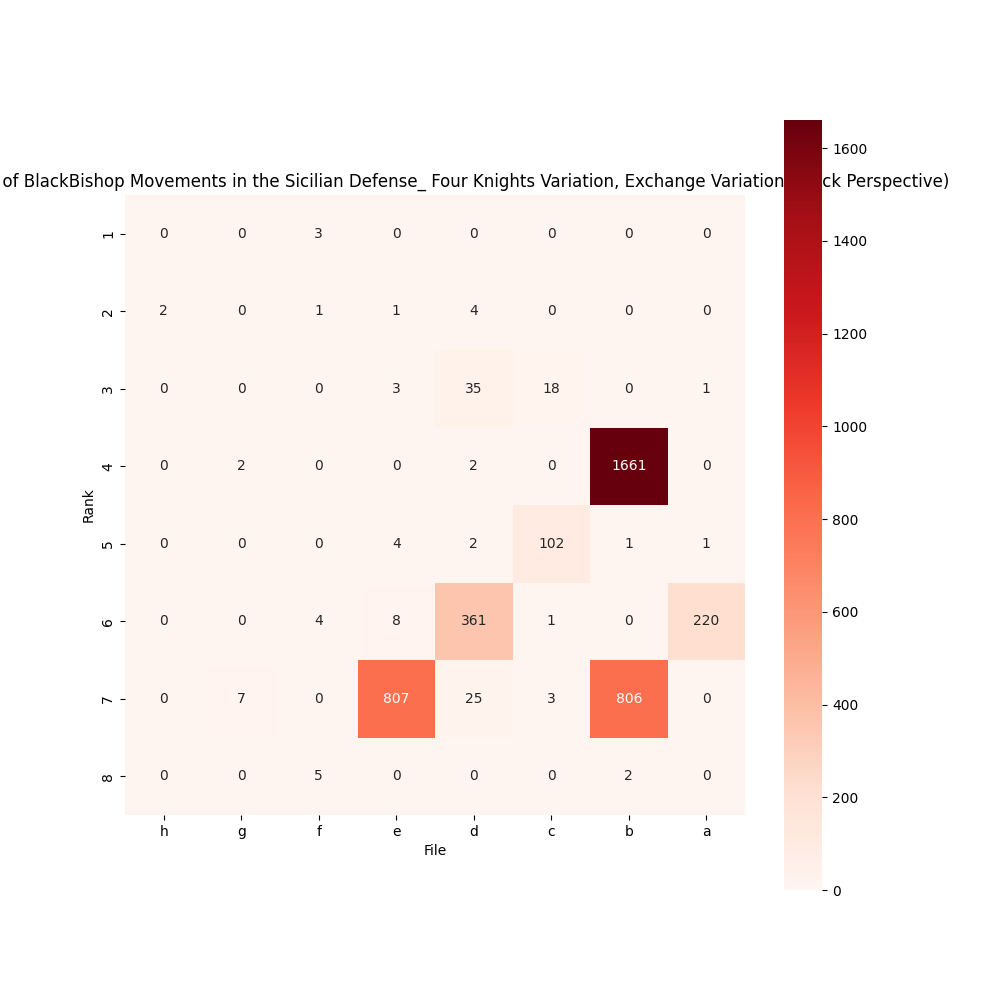 of BlackBishop Movements in the Sicilian Defense_ Four Knights Variation, Exchange Variation ck Perspective)
1 0 0 3 0 0 0 0 0
2 2 0 1 1 4 0 0 0
3 0 0 0 3 35 18 0 1
4 0 2 0 0 2 0 1661 0
5 0 0 0 4 2 102 1 1
6 0 0 4 8 361 1 0 220
7 0 7 0 807 25 3 806 0
8 0 0 5 0 0 0 2 0
h g f e d c b a
Rank
File
1600
1400
1200
1000
800
600
400
200
0